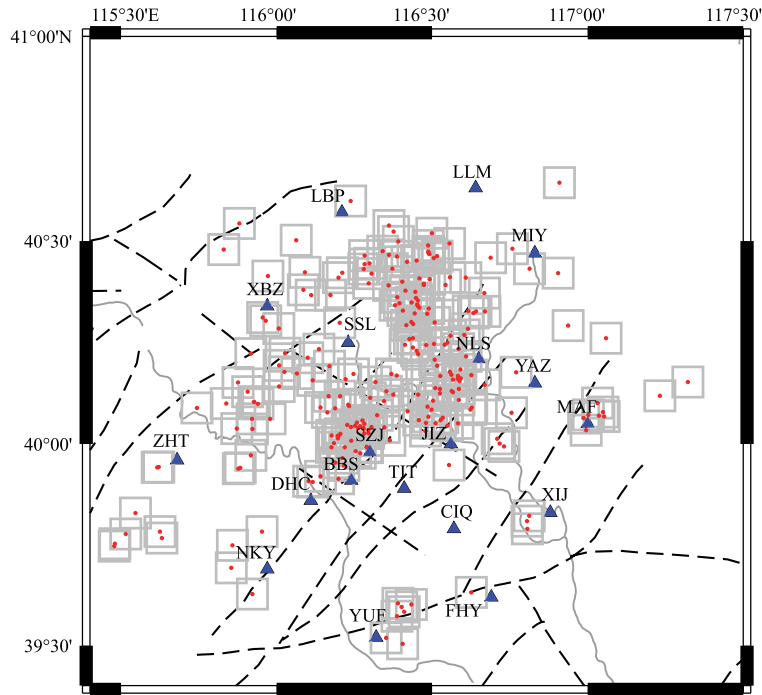 115°30'E 116°00' 116°30' 117°00' 117°30'
41°00'N
LLM
LBP
MIY
40°30'
XBZ
SSL
NLS
YAZ
MAF
JIZ
SZJ
40°00'
ZHT
BBS
TIT
DHC
XIJ
CIQ
NKY
FHY
YUF
39°30'